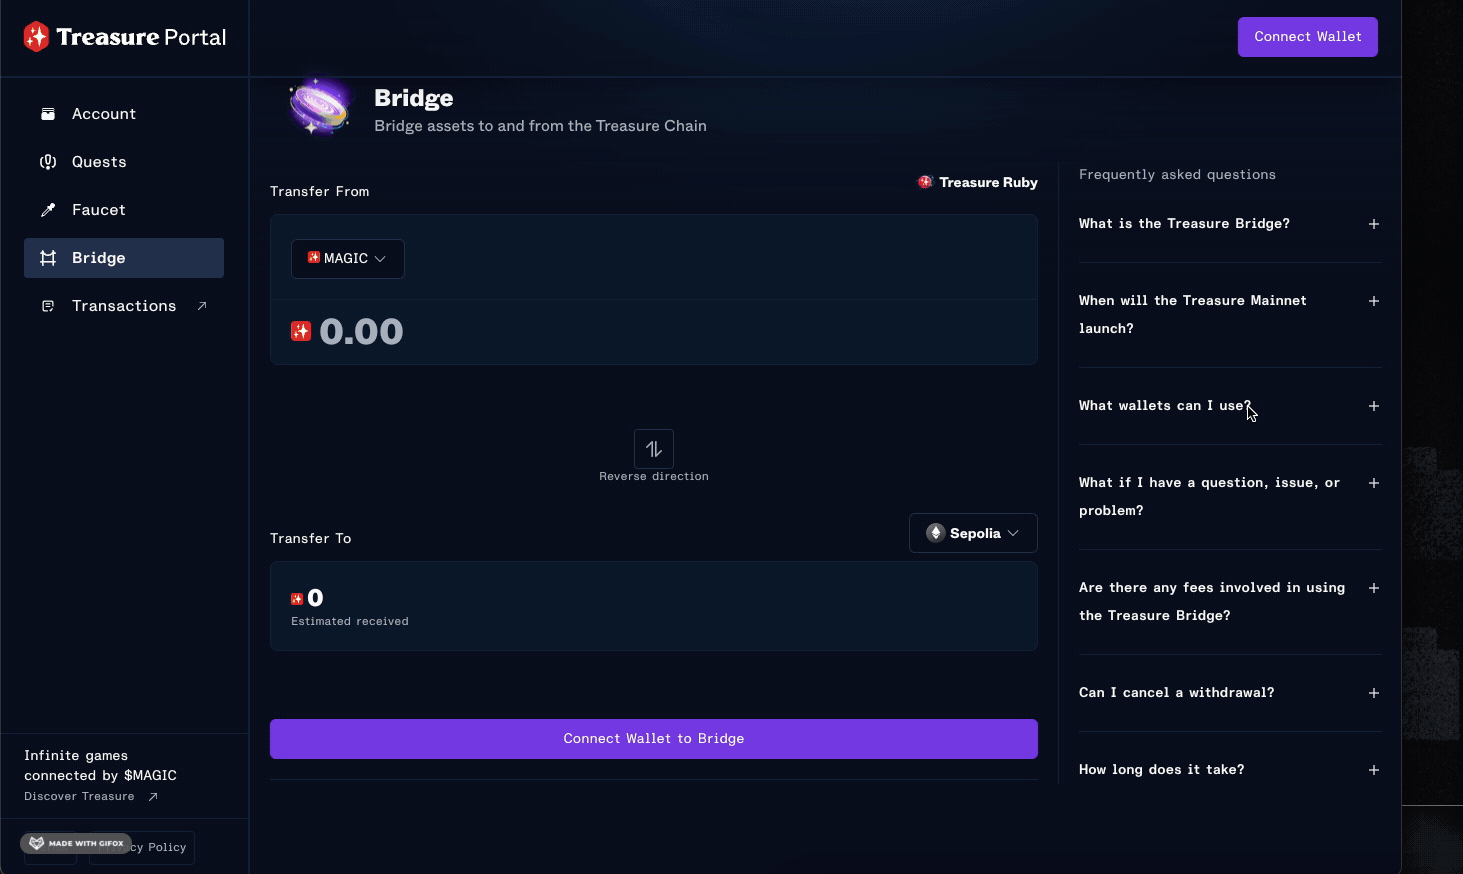 Treasure Portal
Connect Wallet
Account
Quests
Faucet
Bridge
Transactions
Infinite games
connected by $MAGIC
Discover Treasure
MADE WITH GIFOX
Policy
Bridge
Bridge assets to and from the Treasure Chain
Transfer From
Treasure Ruby
MAGIC
0.00
Reverse direction
Transfer To
Sepolia
0
Estimated received
Connect Wallet to Bridge
Frequently asked questions
What is the Treasure Bridge?
When will the Treasure Mainnet
launch?
What wallets can I use?
What if I have a question, issue, or
problem?
Are there any fees involved in using
the Treasure Bridge?
Can I cancel a withdrawal?
How long does it take?